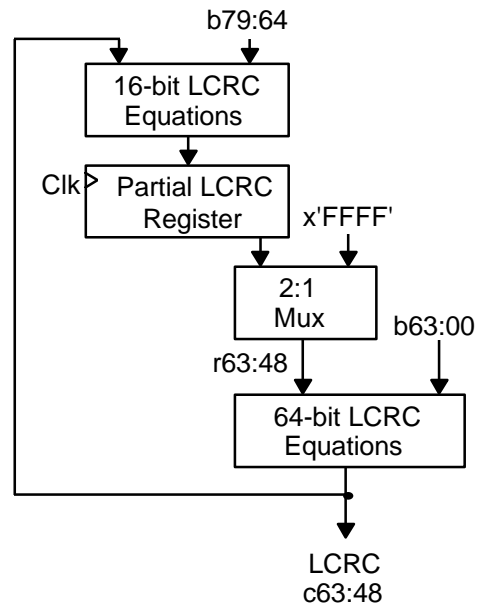 b79:64
16-bit LCRC
Equations
Clk
Partial LCRC
Register
x'FFFF'
2:1
Mux
b63:00
r63:48
64-bit LCRC
Equations
LCRC
c63:48